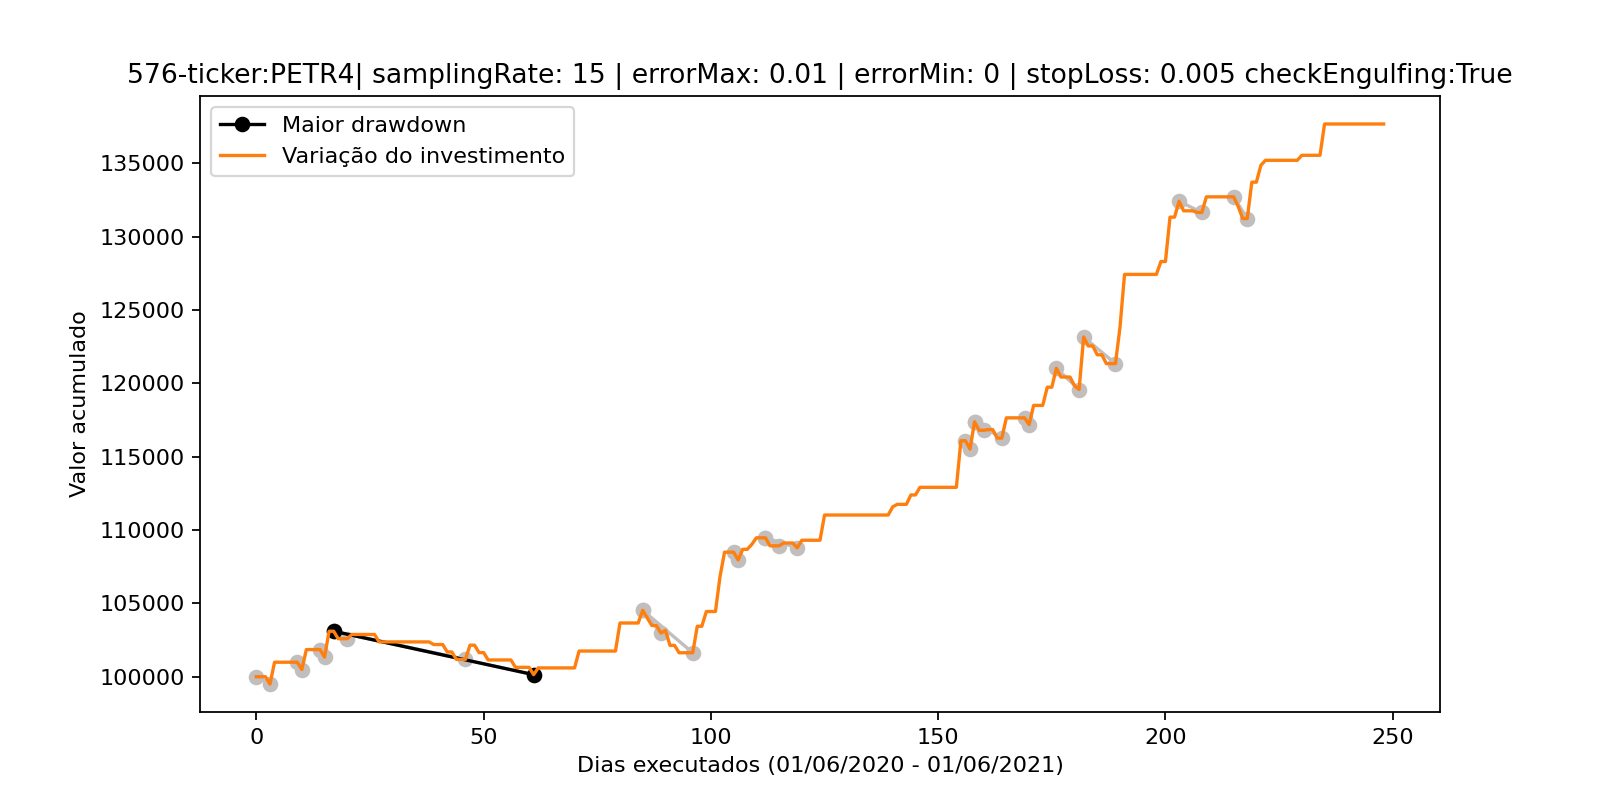 576-ticker:PETR4| samplingRate: 15 | errorMax: 0.01 | errorMin: 0 | stopLoss: 0.005 checkEngulfing:True
Maior drawdown
Variação do investimento
Valor acumulado
135000
130000
125000
120000
115000
110000
105000
100000
0 50 100 150 200 250
Dias executados (01/06/2020 - 01/06/2021)